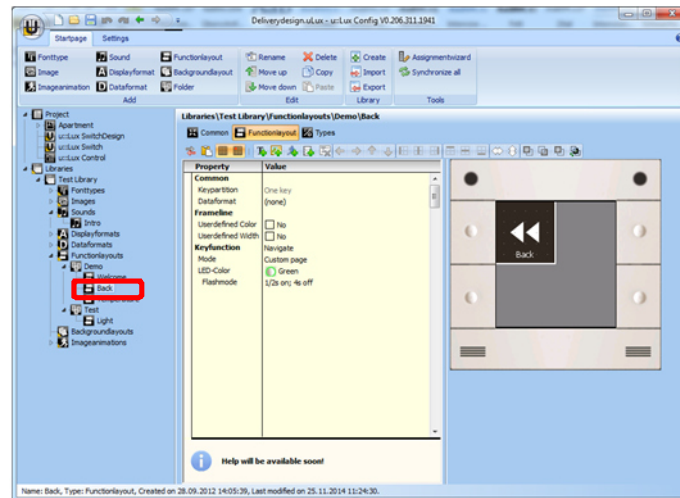 Deliverydesign.uLux - u::Lux Config V0.206.311.1941
Startpage Settings
Fonttype Sound Functionlayout
Image Displayformat Backgroundlayout
Imageanimation Dataformat Folder
Add
Rename Delete
Move up Copy
Move down Paste
Edit
Create
Import
Export
Library
Assignmentwizard
Synchronize all
Tools
Project
Apartment
u::Lux SwitchDesign
u::Lux Switch
u::Lux Control
Libraries
Test Library
Fonttypes
Images
Sounds
Intro
Displayformats
Dataformats
Functionlayouts
Demo
Welcome
Back
Temperature
Test
Light
Backgroundlayouts
Imageanimations
Libraries\Test Library\Functionlayouts\Demo\Back
Common Functionlayout Types
Property Value
Common
Keypartition One key
Dataformat (none)
Frameline
Userdefined Color No
Userdefined Width No
Keyfunction Navigate
Mode Custom page
LED-Color Green
Flashmode 1/2s on; 4s off
Help will be available soon!
Back
Name: Back, Type: Functionlayout, Created on 28.09.2012 14:05:39, Last modified on 25.11.2014 11:24:30.